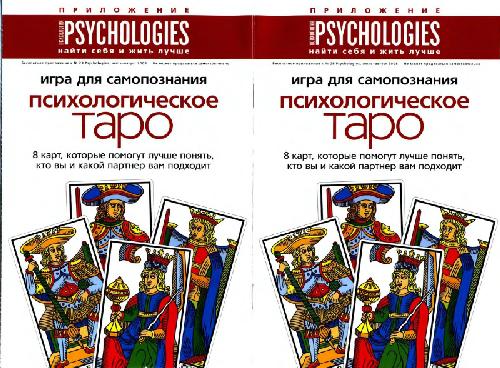 ПРИЛОЖЕНИЕ
PSYCHOLOGIES
найти себя и жить лучше
игра для самопознания
ПСИХОЛОГИЧЕСКОЕ
ТАРО
8 карт, которые помогут лучше понять,
кто вы и какой партнер вам подходит
ПРИЛОЖЕНИЕ
PSYCHOLOGIES
найти себя и жить лучше
игра для самопознания
ПСИХОЛОГИЧЕСКОЕ
ТАРО
8 карт, которые помогут лучше понять,
кто вы и какой партнер вам подходит